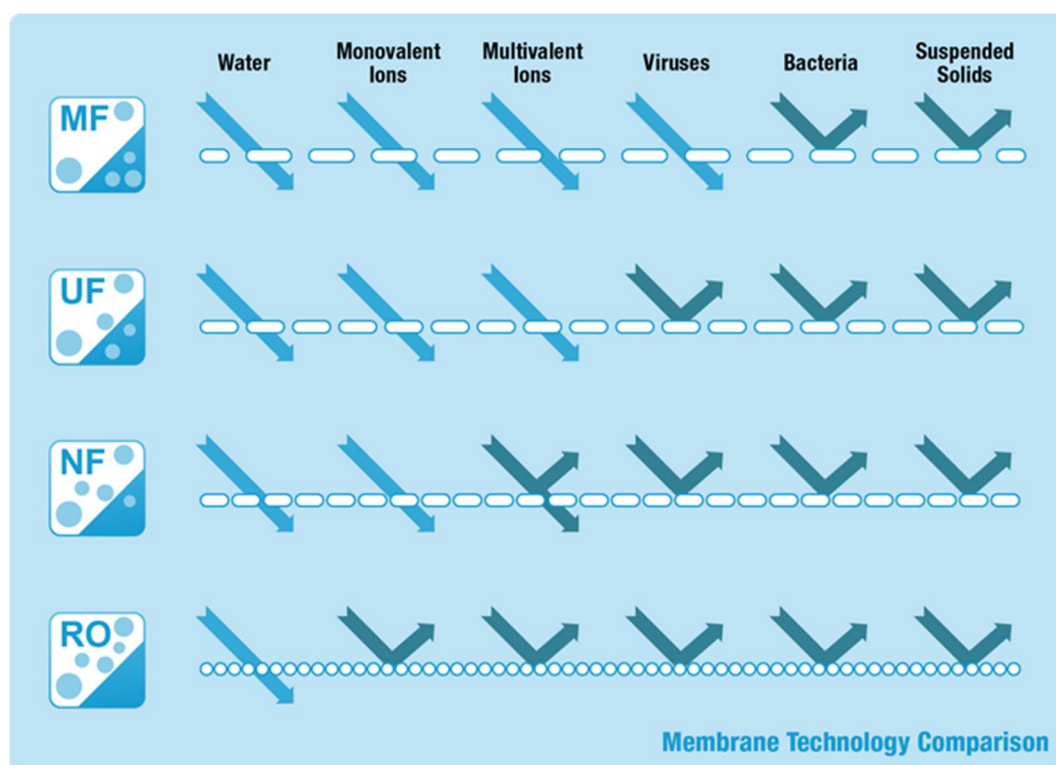 Water
Monovalent
Ions
Multivalent
Ions
Viruses
Bacteria
Suspended
Solids
MF
UF
NF
RO
Membrane Technology Comparison